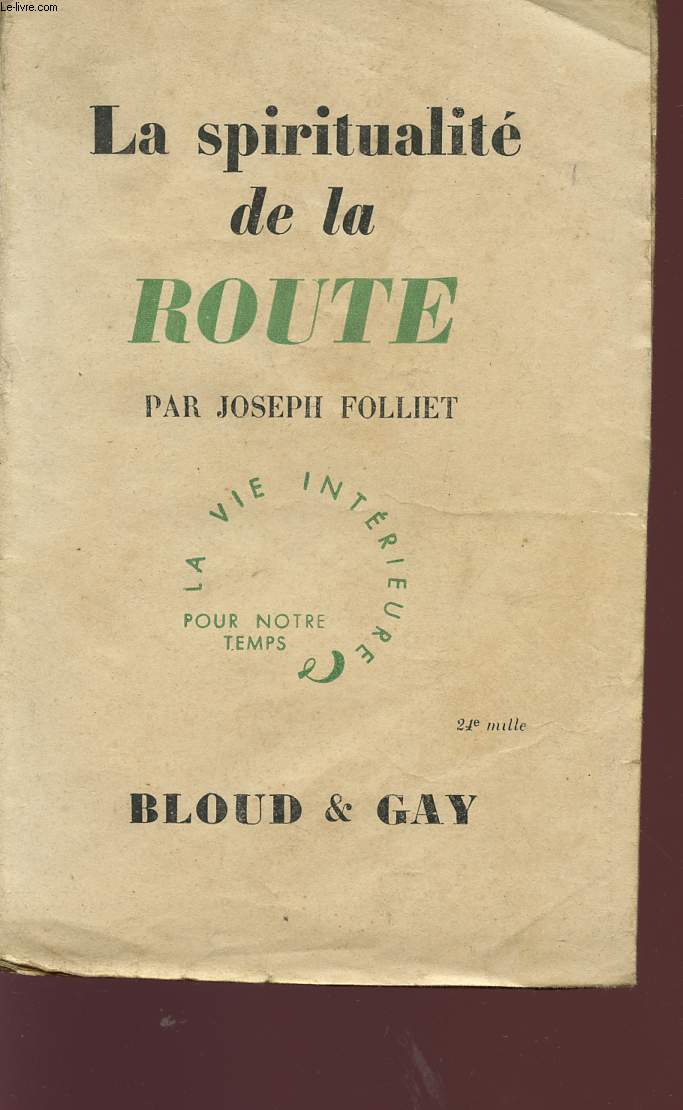 Le-livre.com
La spiritualité
de la
ROUTE
PAR JOSEPH FOLLIET
LA VIE INTÉRIEURE
POUR NOTRE
TEMPS
24e mille
BLOUD & GAY